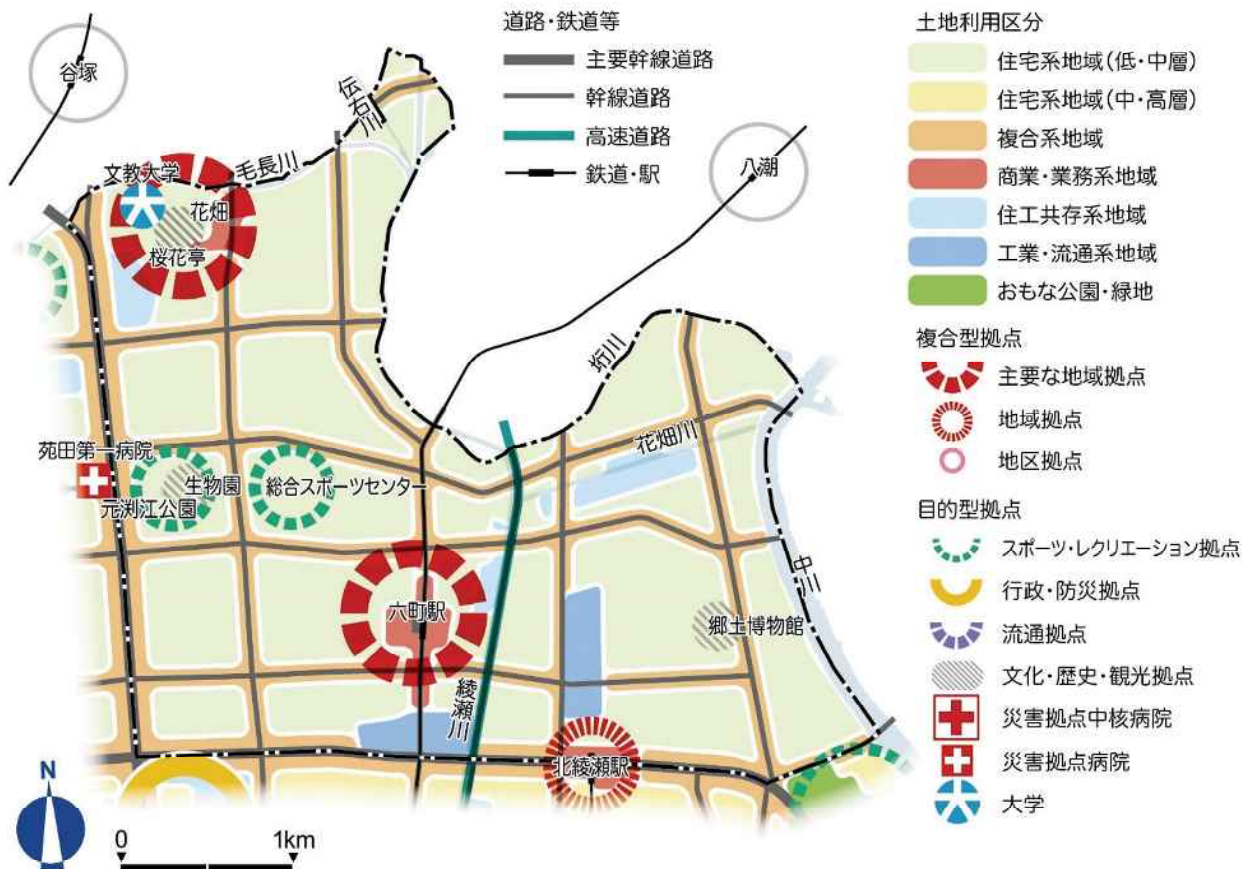 谷塚
伝右川
毛長川
文教大学
花畑
桜花亭
八潮
垳川
花畑川
苑田第一病院
生物園
元渕江公園
総合スポーツセンター
中川
六町駅
郷土博物館
綾瀬川
北綾瀬駅
N
0 1km
道路・鉄道等
主要幹線道路
幹線道路
高速道路
鉄道・駅
土地利用区分
住宅系地域(低・中層)
住宅系地域(中・高層)
複合系地域
商業・業務系地域
住工共存系地域
工業・流通系地域
おもな公園・緑地
複合型拠点
主要な地域拠点
地域拠点
地区拠点
目的型拠点
スポーツ・レクリエーション拠点
行政・防災拠点
流通拠点
文化・歴史・観光拠点
災害拠点中核病院
災害拠点病院
大学